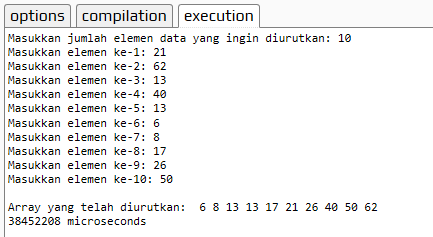 options compilation execution
Masukkan jumlah elemen data yang ingin diurutkan: 10
Masukkan elemen ke-1: 21
Masukkan elemen ke-2: 62
Masukkan elemen ke-3: 13
Masukkan elemen ke-4: 40
Masukkan elemen ke-5: 13
Masukkan elemen ke-6: 6
Masukkan elemen ke-7: 8
Masukkan elemen ke-8: 17
Masukkan elemen ke-9: 26
Masukkan elemen ke-10: 50
Array yang telah diurutkan:  6 8 13 13 17 21 26 40 50 62
38452208 microseconds